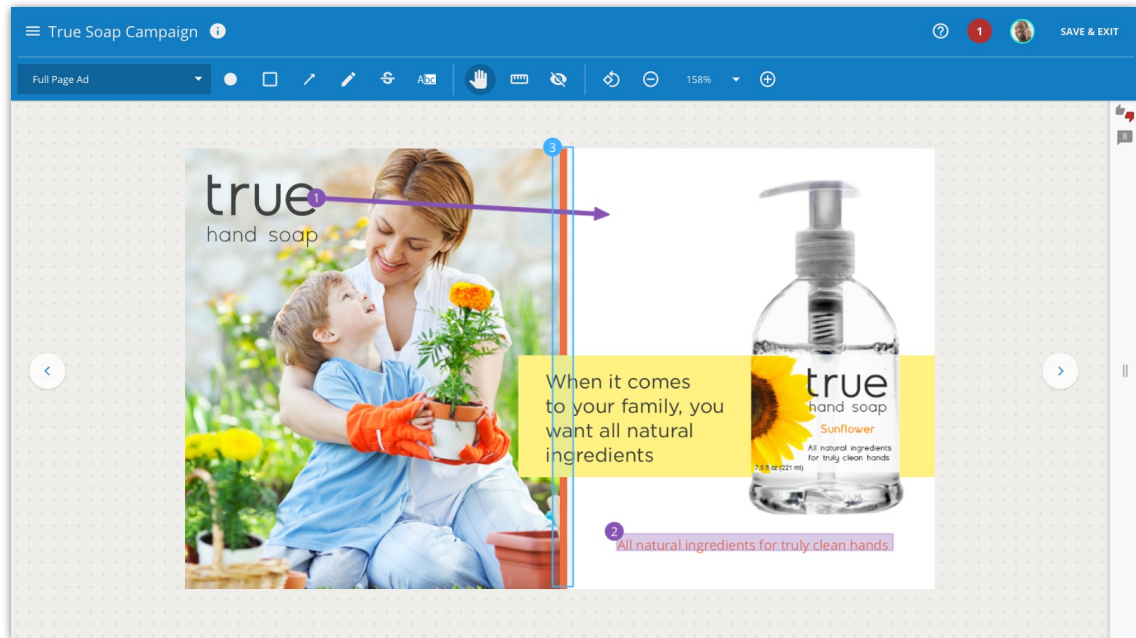 True Soap Campaign
1
SAVE & EXIT
Full Page Ad
S
Abc
158%
8
3
true
1
hand soap
When it comes
to your family, you
want all natural
ingredients
true
hand soap
Sunflower
All natural ingredients
for truly clean hands
7.5 fl oz (221 ml)
2
All natural ingredients for truly clean hands